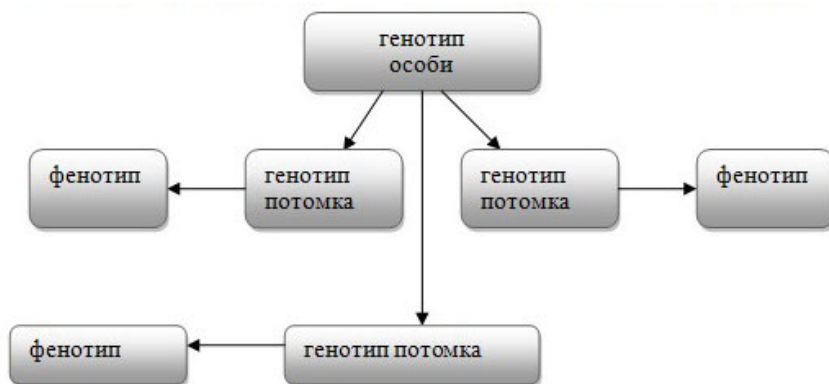 генотип
особи
фенотип
генотип
потомка
генотип
потомка
фенотип
фенотип
генотип потомка